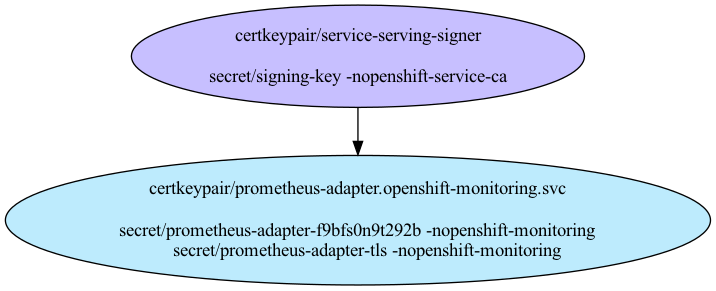 certkeypair/service-serving-signer
secret/signing-key -nopenshift-service-ca
certkeypair/prometheus-adapter.openshift-monitoring.svc
secret/prometheus-adapter-f9bfs0n9t292b -nopenshift-monitoring
secret/prometheus-adapter-tls -nopenshift-monitoring